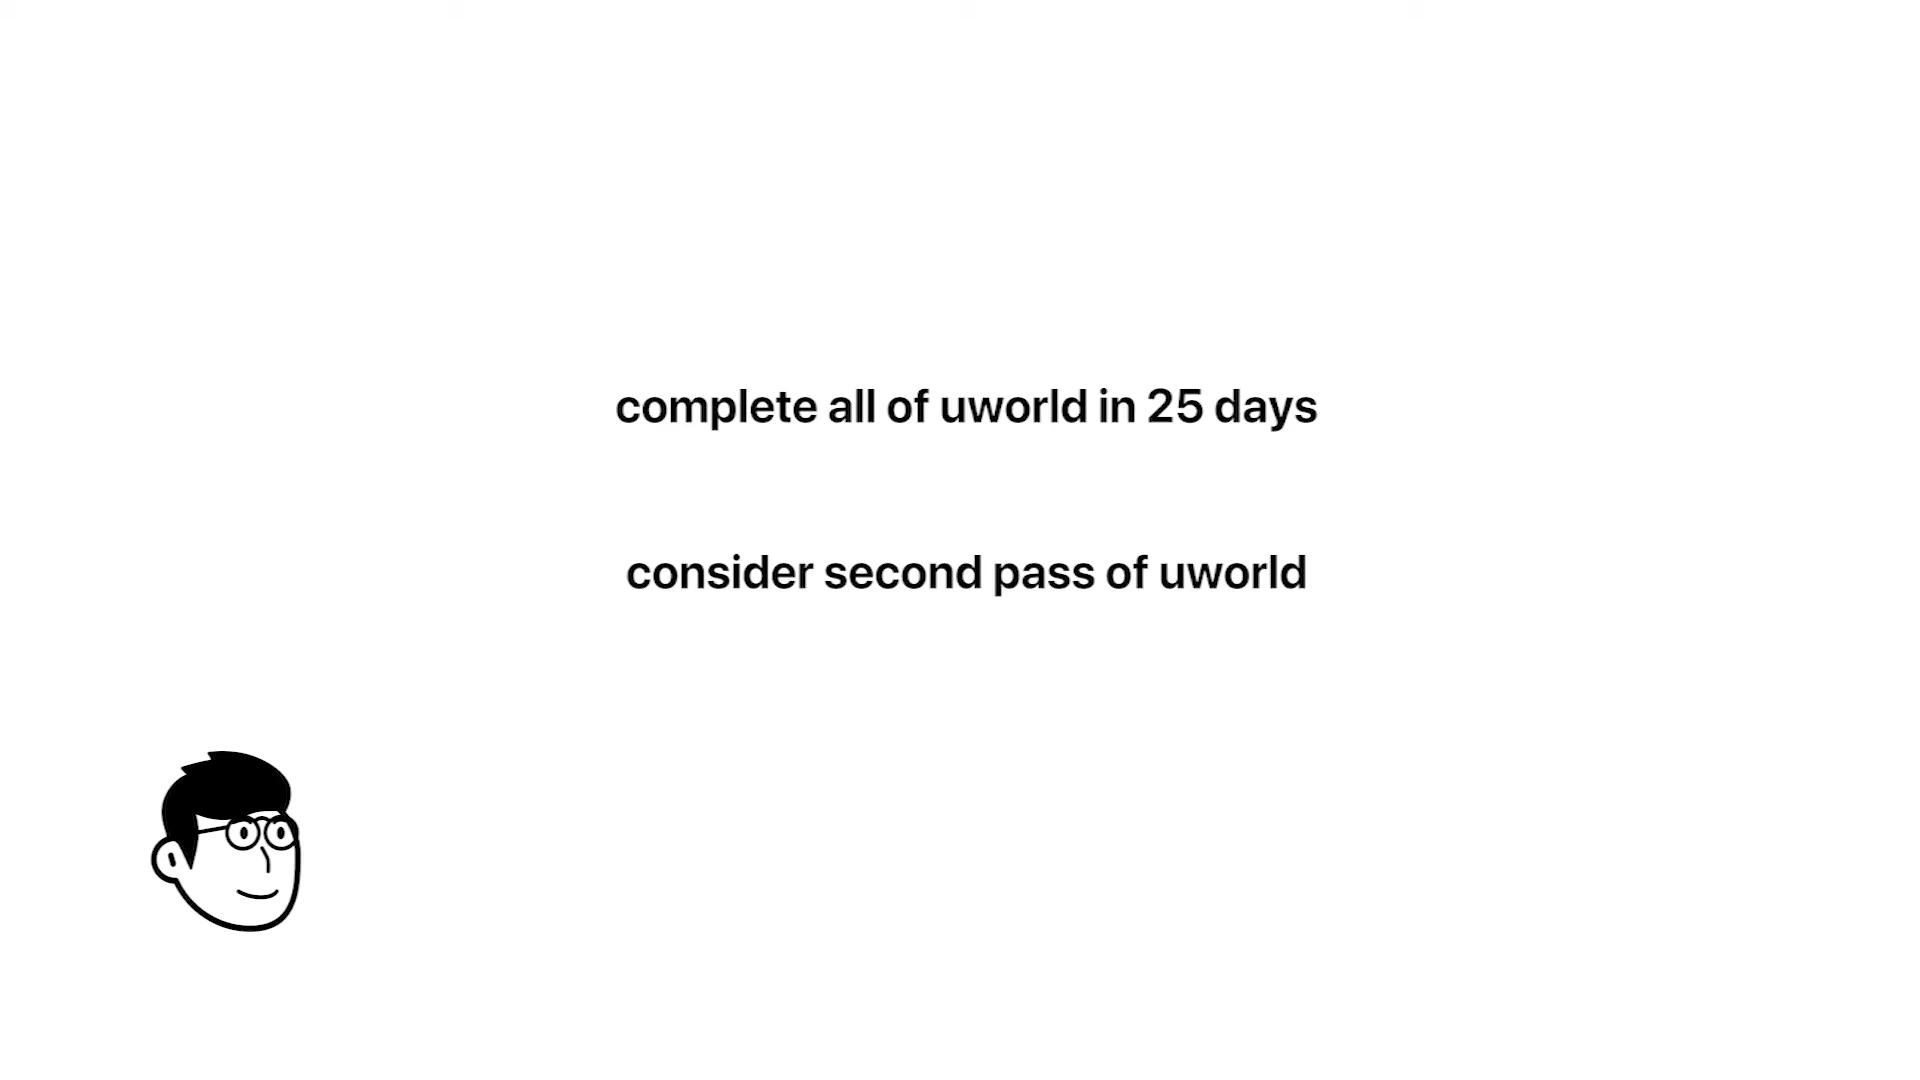 complete all of uworld in 25 days
consider second pass of uworld